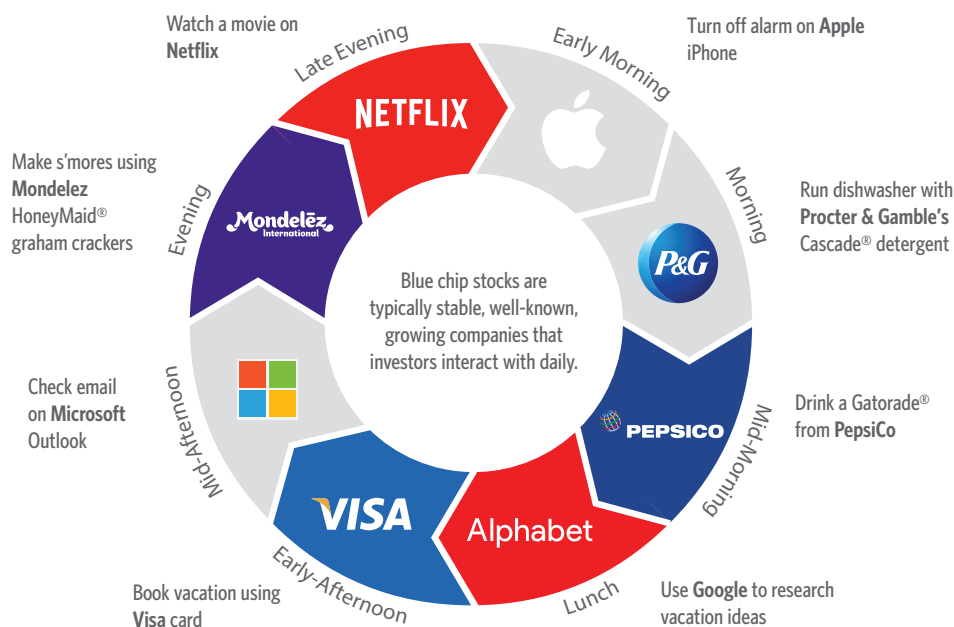 Watch a movie on
Netflix
Late Evening
NETFLIX
Early Morning
Turn off alarm on Apple
iPhone
Morning
P&G
Run dishwasher with
Procter & Gamble's
Cascade® detergent
Mid-Morning
PEPSICO
Drink a Gatorade®
from PepsiCo
Lunch
Alphabet
Use Google to research
vacation ideas
Early-Afternoon
VISA
Book vacation using
Visa card
Mid-Afternoon
Check email
on Microsoft
Outlook
Evening
Mondelēz
International
Make s'mores using
Mondelez
HoneyMaid®
graham crackers
Blue chip stocks are
typically stable, well-known,
growing companies that
investors interact with daily.